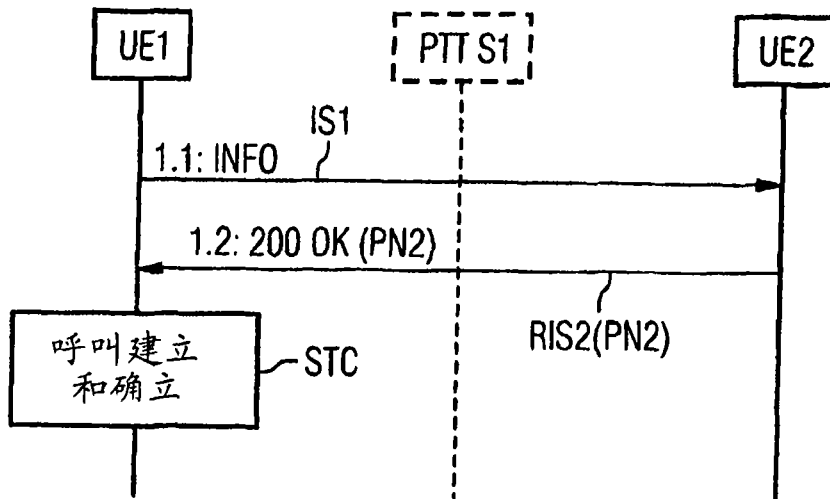 UE1
PTT S1
UE2
IS1
1.1: INFO
1.2: 200 OK (PN2)
RIS2(PN2)
呼叫建立
和确立
STC